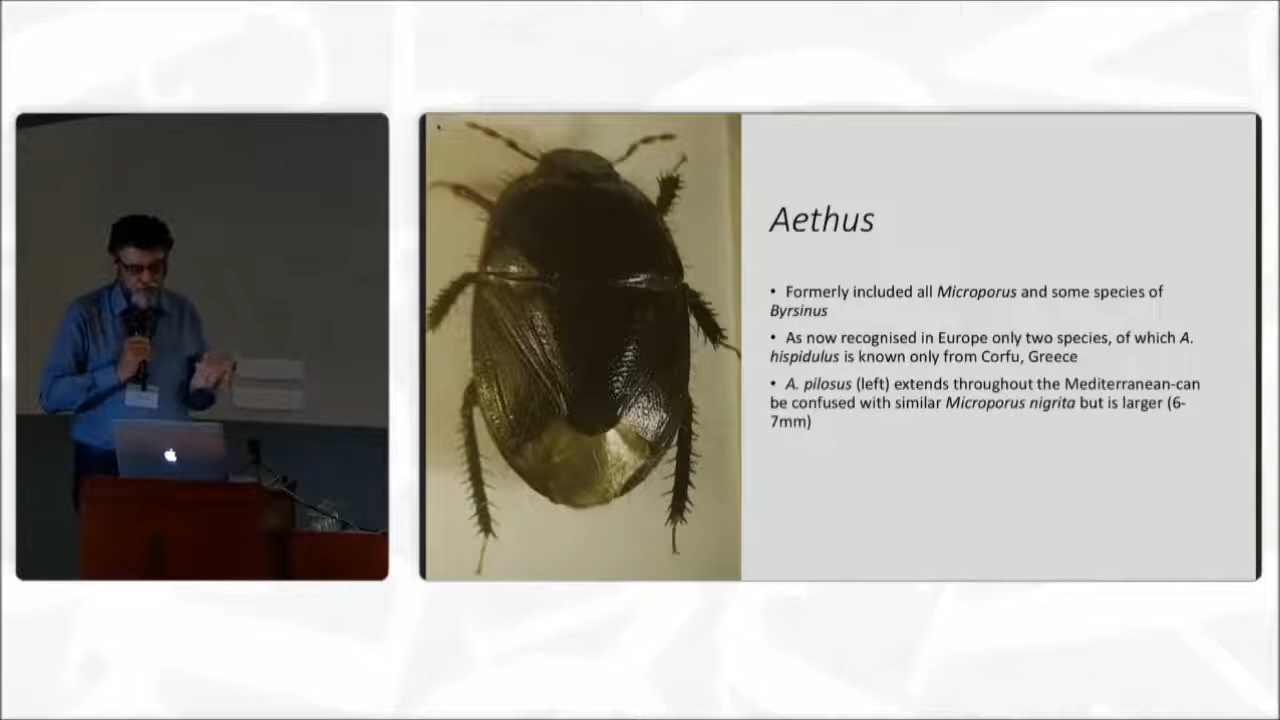 Aethus
• Formerly included all Microporus and some species of
Byrsinus
• As now recognised in Europe only two species, of which A.
hispidulus is known only from Corfu, Greece
• A. pilosus (left) extends throughout the Mediterranean-can
be confused with similar Microporus nigrita but is larger (6-
7mm)